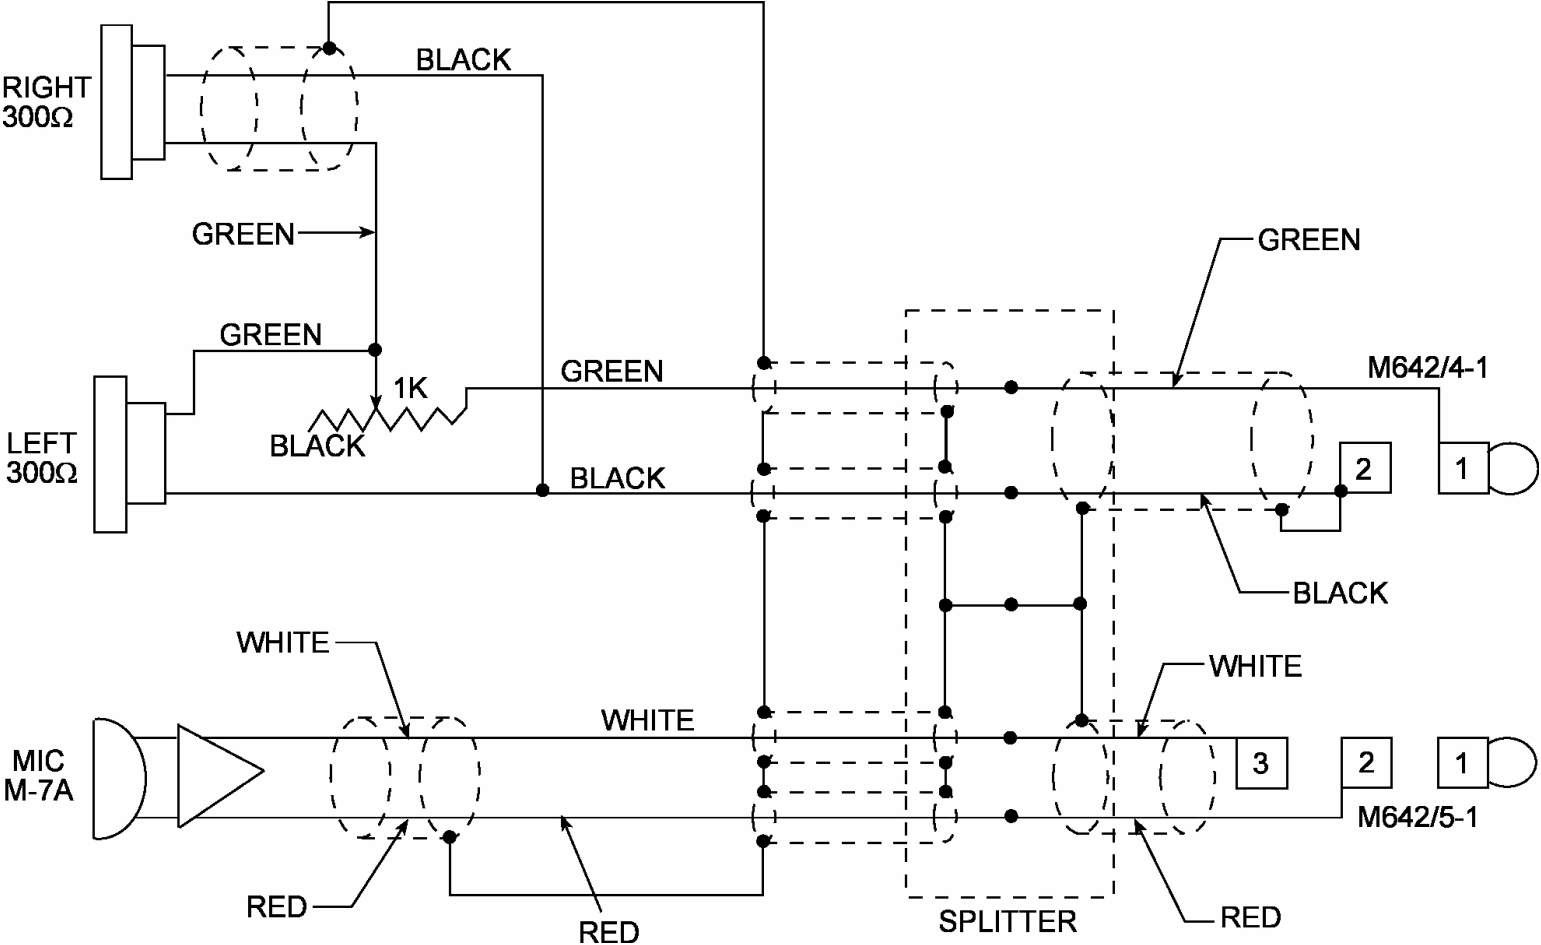 BLACK
RIGHT
300Ω
GREEN
GREEN
GREEN
1K
GREEN
M642/4-1
BLACK
LEFT
300Ω
BLACK
2
1
BLACK
WHITE
WHITE
WHITE
MIC
M-7A
3
2
1
M642/5-1
RED
RED
SPLITTER
RED